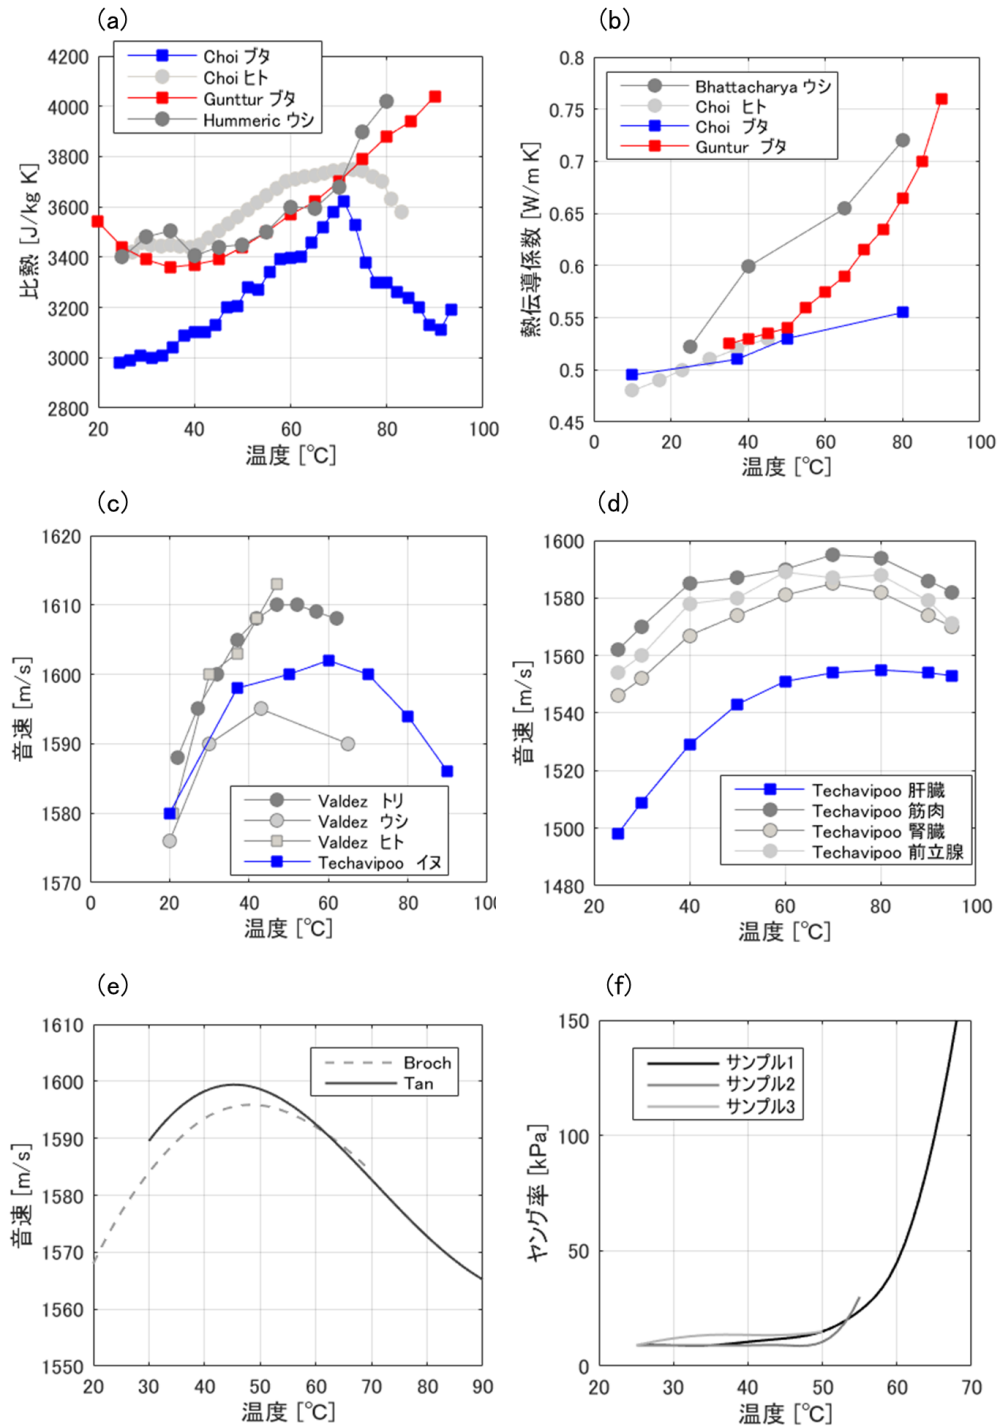 (a)
4200
4000
3800
3600
3400
3200
3000
2800
比熱 [J/kg K]
Choi ブタ
Choi ヒト
Gunttur ブタ
Hummeric ウシ
20 40 60 80 100
温度 [℃]
(b)
0.8
0.75
0.7
0.65
0.6
0.55
0.5
0.45
熱伝導係数 [W/m K]
Bhattacharya ウシ
Choi ヒト
Choi ブタ
Guntur ブタ
0 20 40 60 80 100
温度 [℃]
(c)
1620
1610
1600
1590
1580
1570
音速 [m/s]
Valdez トリ
Valdez ウシ
Valdez ヒト
Techavipoo イヌ
0 20 40 60 80 100
温度 [℃]
(d)
1600
1580
1560
1540
1520
1500
1480
音速 [m/s]
Techavipoo 肝臓
Techavipoo 筋肉
Techavipoo 腎臓
Techavipoo 前立腺
20 40 60 80 100
温度 [℃]
(e)
1610
1600
1590
1580
1570
1560
1550
音速 [m/s]
Broch
Tan
20 30 40 50 60 70 80 90
温度 [℃]
(f)
150
100
50
0
ヤング率 [kPa]
サンプル1
サンプル2
サンプル3
20 30 40 50 60 70
温度 [℃]